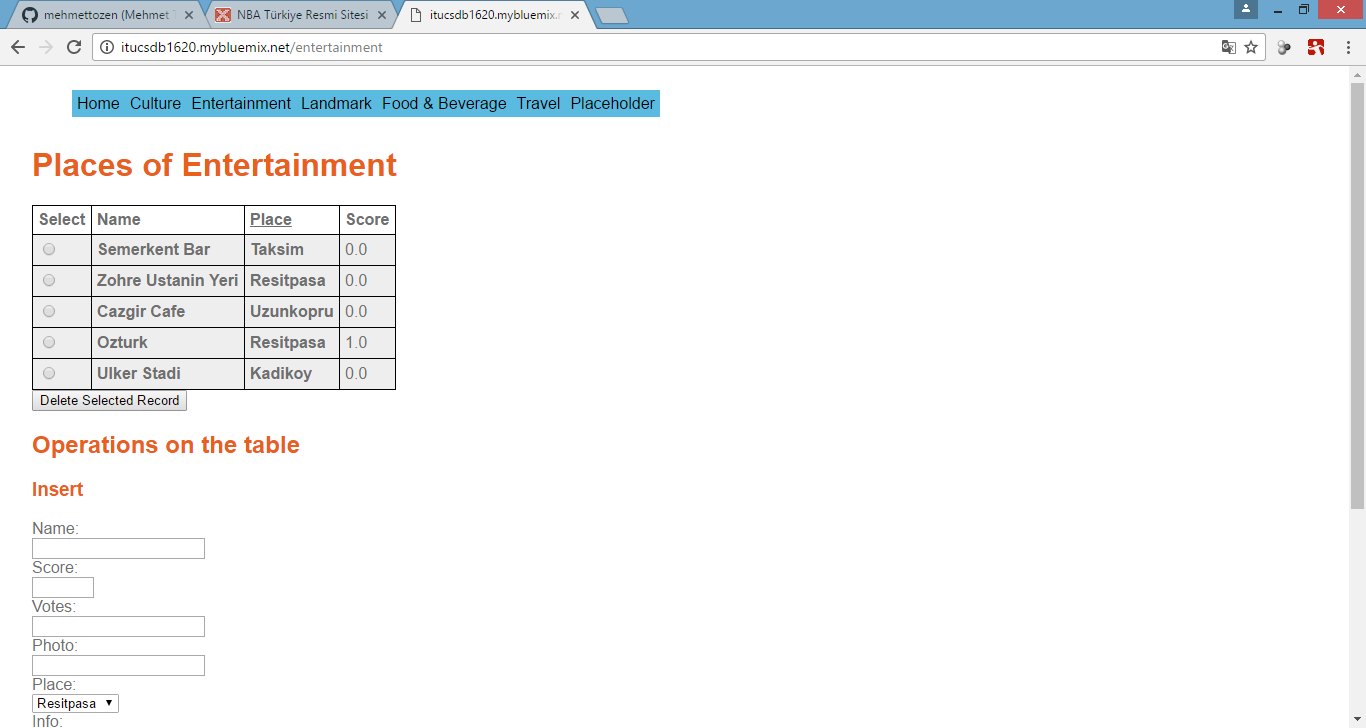 mehmettozen (Mehmet T
NBA Türkiye Resmi Sitesi
itucsdb1620.mybluemix.n
itucsdb1620.mybluemix.net/entertainment
Home Culture Entertainment Landmark Food & Beverage Travel Placeholder
Places of Entertainment
Select Name Place Score
Semerkent Bar Taksim 0.0
Zohre Ustanin Yeri Resitpasa 0.0
Cazgir Cafe Uzunkopru 0.0
Ozturk Resitpasa 1.0
Ulker Stadi Kadikoy 0.0
Delete Selected Record
Operations on the table
Insert
Name:
Score:
Votes:
Photo:
Place:
Resitpasa
Info: